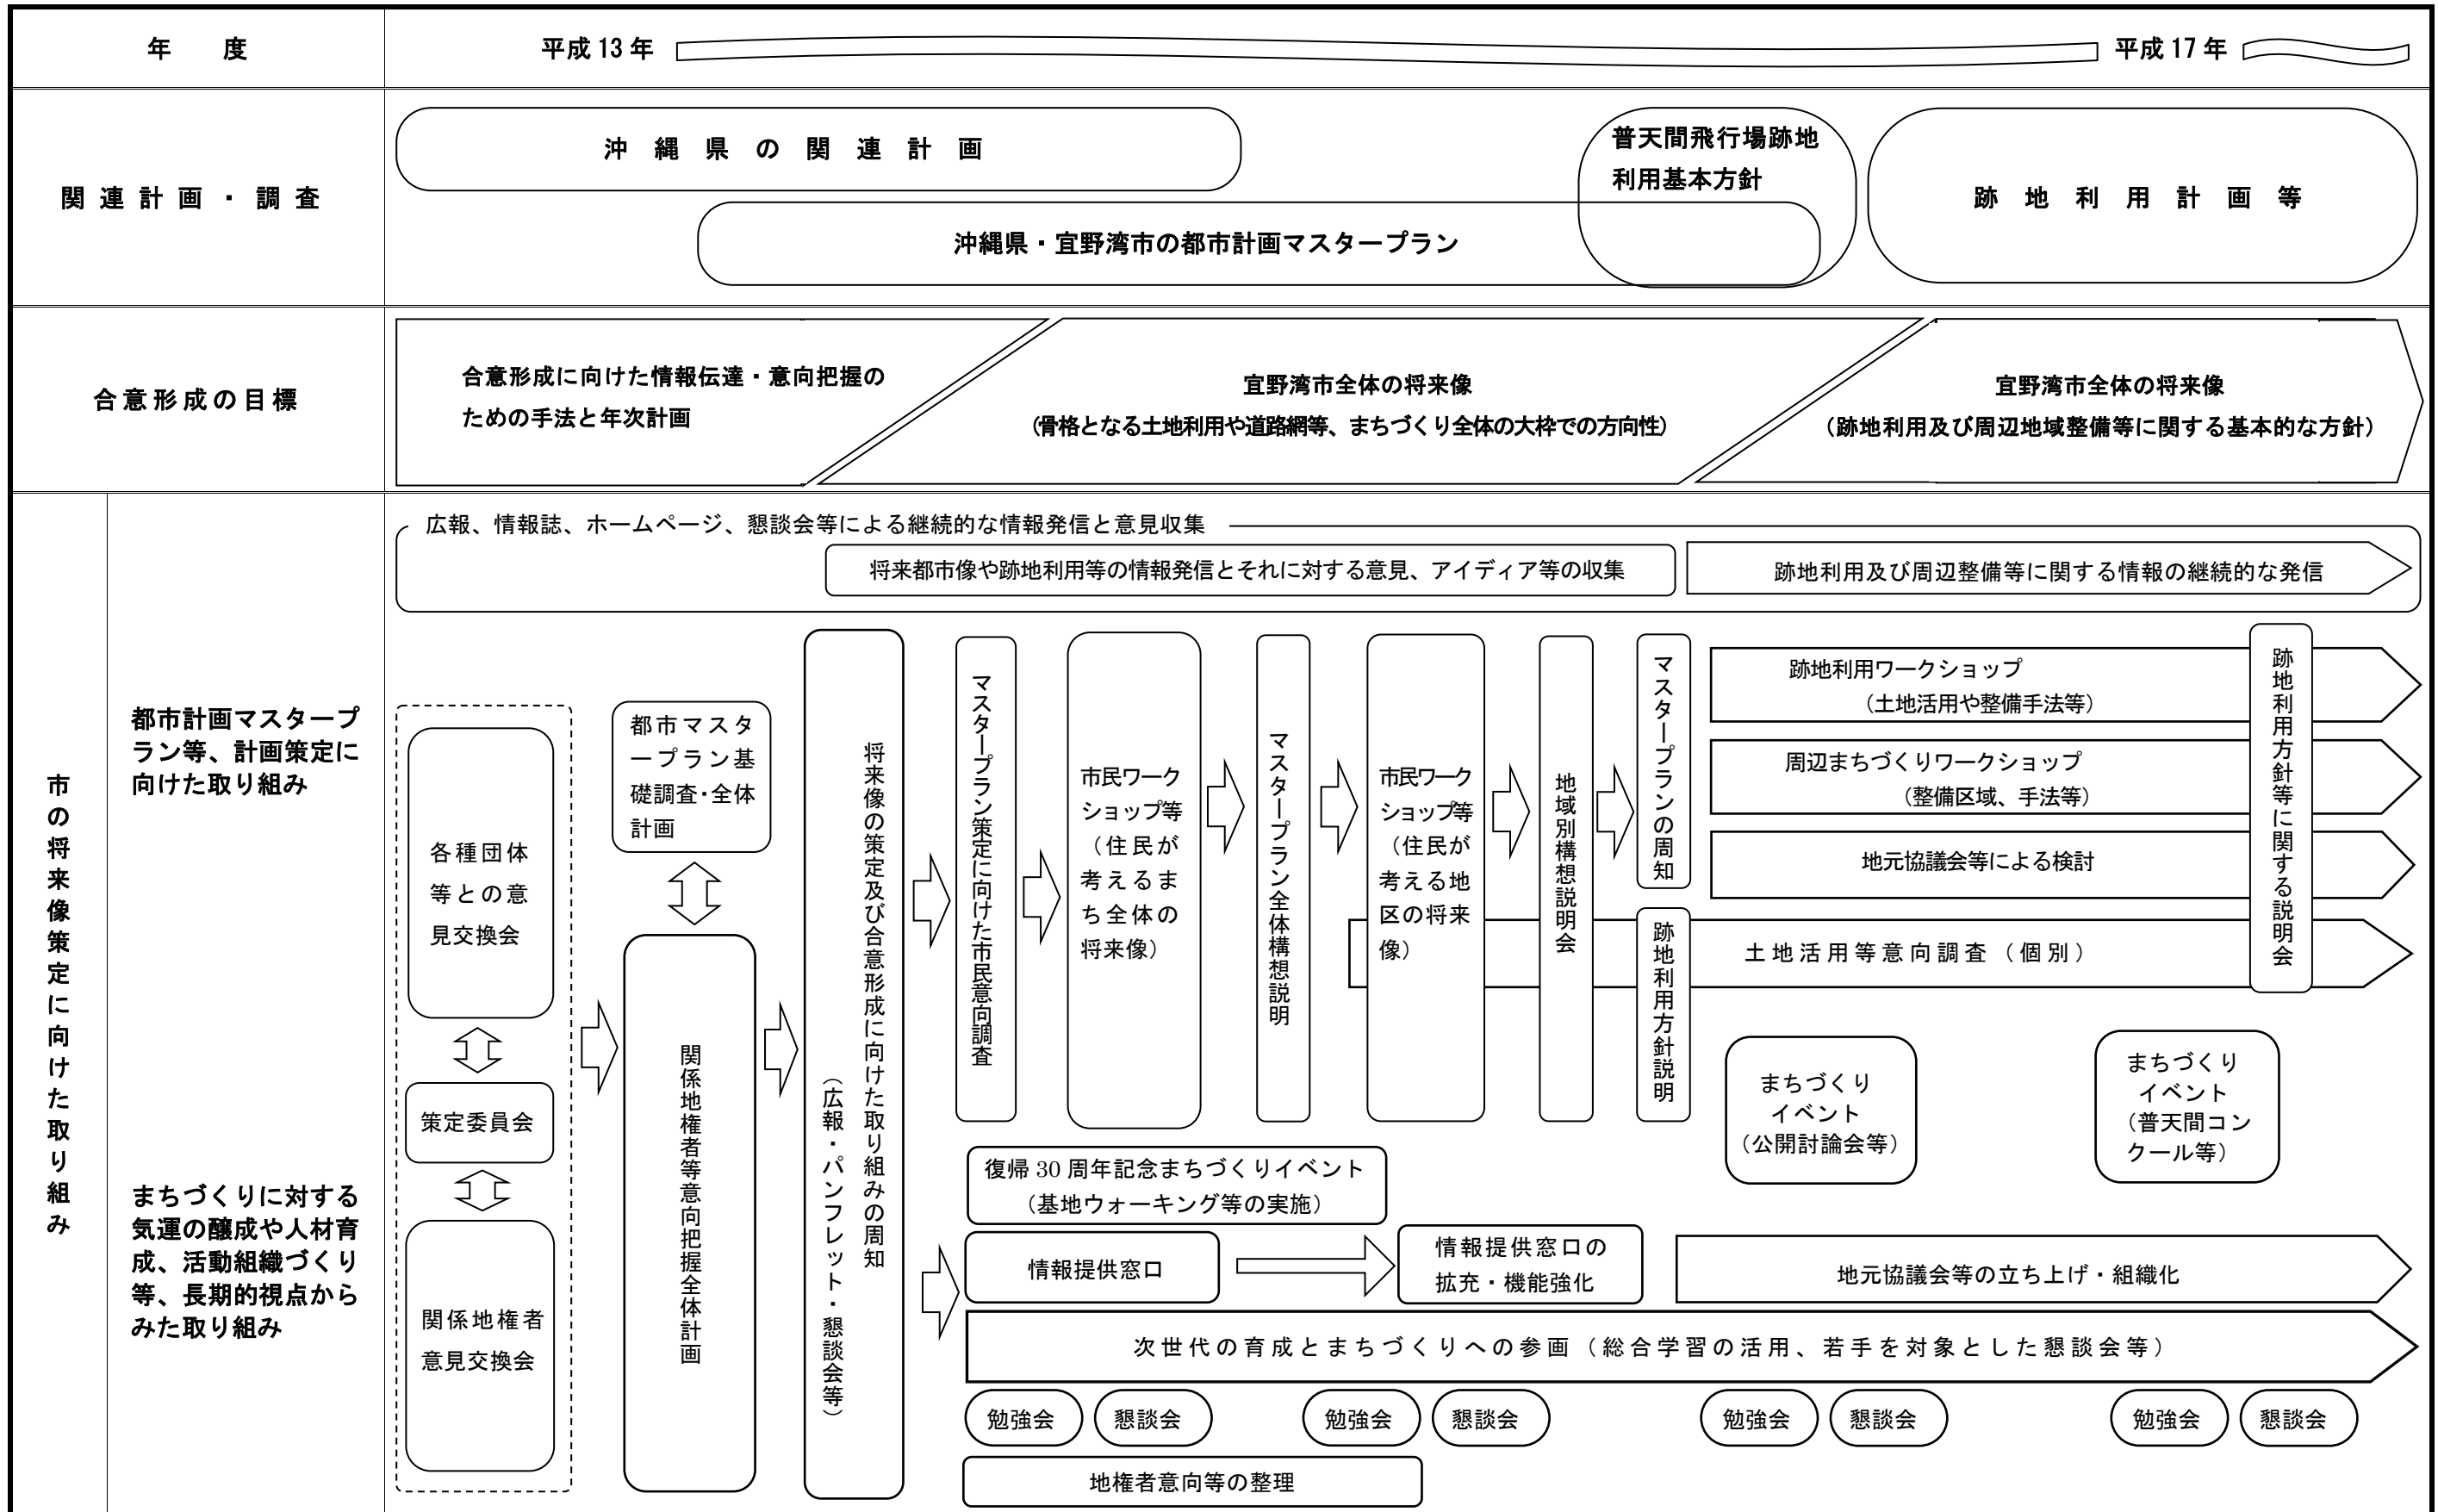 年　度
平成 13 年
平成 17 年
関連計画・調査
沖縄県の関連計画
普天間飛行場跡地
利用基本方針
跡地利用計画等
沖縄県・宜野湾市の都市計画マスタープラン
合意形成の目標
合意形成に向けた情報伝達・意向把握の
ための手法と年次計画
宜野湾市全体の将来像
（骨格となる土地利用や道路網等、まちづくり全体の大枠での方向性）
宜野湾市全体の将来像
（跡地利用及び周辺地域整備等に関する基本的な方針）
市の将来像策定に向けた取り組み
都市計画マスタープ
ラン等、計画策定に
向けた取り組み
まちづくりに対する
気運の醸成や人材育
成、活動組織づくり
等、長期的視点から
みた取り組み
広報、情報誌、ホームページ、懇談会等による継続的な情報発信と意見収集
将来都市像や跡地利用等の情報発信とそれに対する意見、アイディア等の収集
跡地利用及び周辺整備等に関する情報の継続的な発信
各種団体
等との意
見交換会
策定委員会
関係地権者
意見交換会
都市マスタ
ープラン基
礎調査・全体
計画
関係地権者等意向把握全体計画
将来像の策定及び合意形成に向けた取り組みの周知
（広報・パンフレット・懇談会等）
マスタープラン策定に向けた市民意向調査
市民ワーク
ショップ等
（住民が
考えるま
ち全体の
将来像）
マスタープラン全体構想説明
市民ワーク
ショップ等
（住民が
考える地
区の将来
像）
地域別構想説明会
マスタープランの周知
跡地利用方針説明
跡地利用ワークショップ
（土地活用や整備手法等）
周辺まちづくりワークショップ
（整備区域、手法等）
地元協議会等による検討
土地活用等意向調査（個別）
跡地利用方針等に関する説明会
まちづくり
イベント
（公開討論会等）
まちづくり
イベント
（普天間コン
クール等）
復帰 30 周年記念まちづくりイベント
（基地ウォーキング等の実施）
情報提供窓口
情報提供窓口の
拡充・機能強化
地元協議会等の立ち上げ・組織化
次世代の育成とまちづくりへの参画（総合学習の活用、若手を対象とした懇談会等）
勉強会
懇談会
勉強会
懇談会
勉強会
懇談会
勉強会
懇談会
地権者意向等の整理